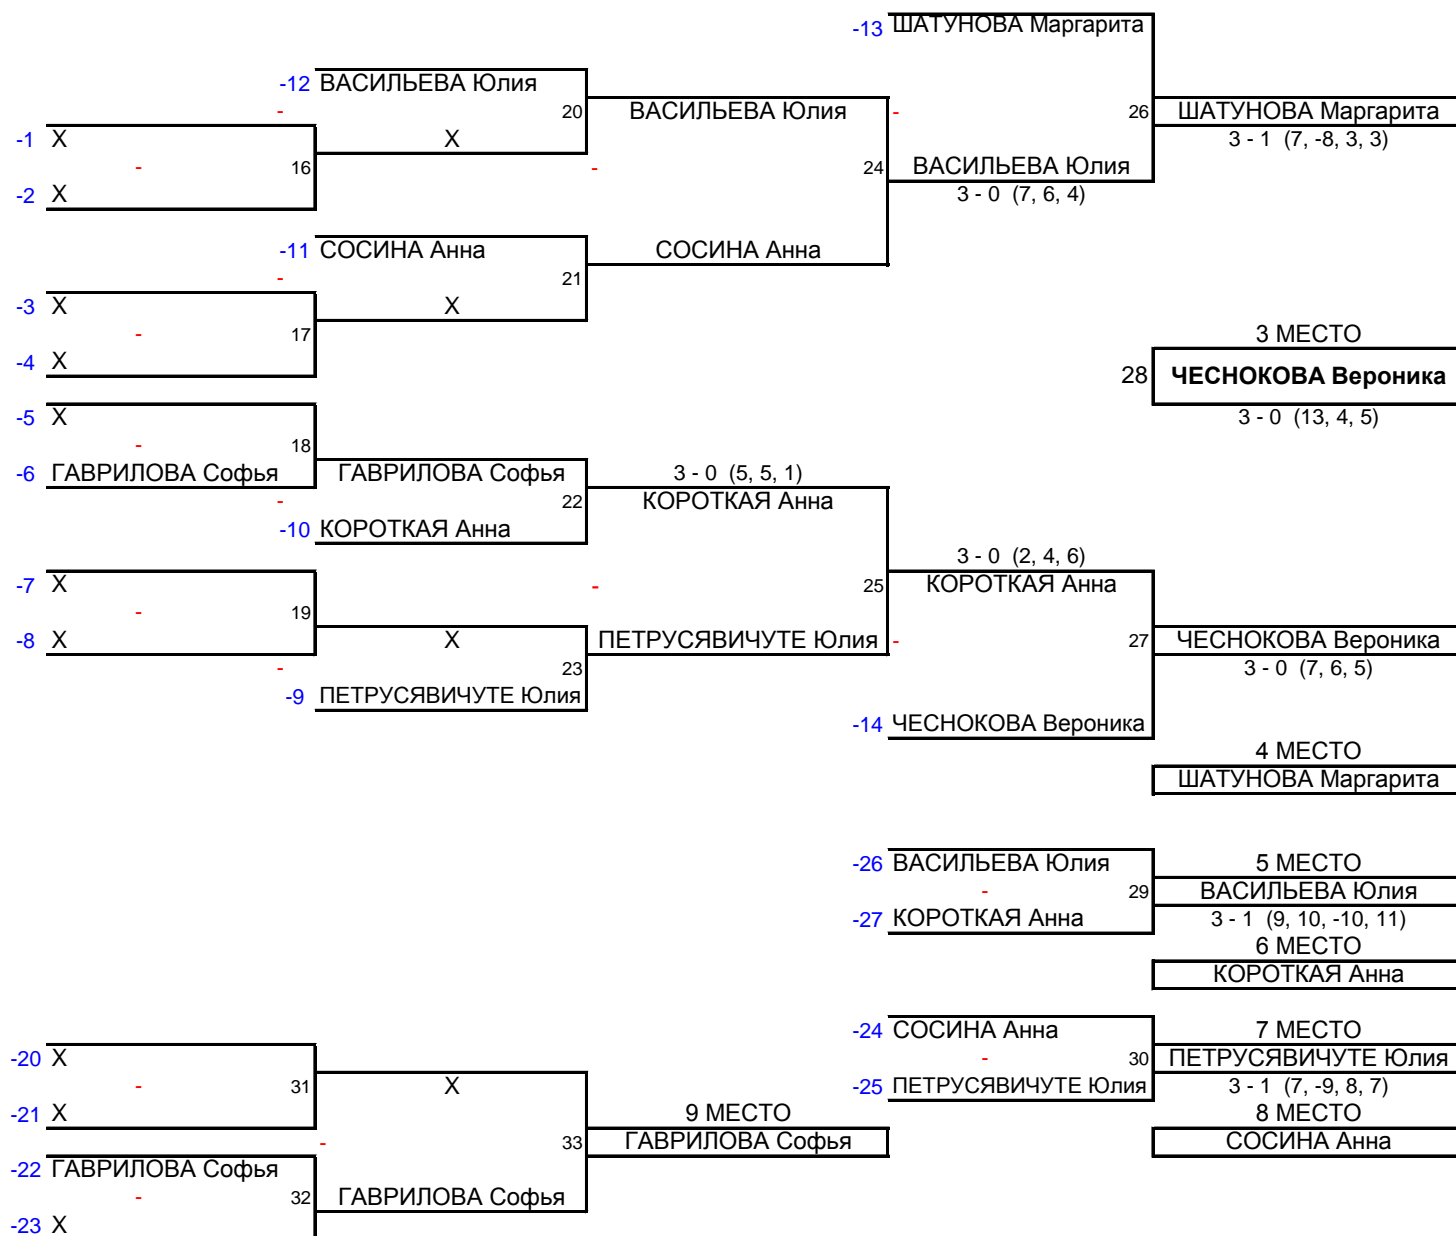 -13 ШАТУНОВА Маргарита
-12 ВАСИЛЬЕВА Юлия
- 20 ВАСИЛЬЕВА Юлия - 26 ШАТУНОВА Маргарита
-1 X X 3 - 1 (7, -8, 3, 3)
- 16 - 24 ВАСИЛЬЕВА Юлия
-2 X 3 - 0 (7, 6, 4)
-11 СОСИНА Анна СОСИНА Анна
- 21
-3 X X
- 17 3 МЕСТО
-4 X
28 ЧЕСНОКОВА Вероника
-5 X 3 - 0 (13, 4, 5)
- 18
-6 ГАВРИЛОВА Софья ГАВРИЛОВА Софья 3 - 0 (5, 5, 1)
- 22 КОРОТКАЯ Анна
-10 КОРОТКАЯ Анна
3 - 0 (2, 4, 6)
-7 X - 25 КОРОТКАЯ Анна
- 19
-8 X X ПЕТРУСЯВИЧУТЕ Юлия - 27 ЧЕСНОКОВА Вероника
- 23 3 - 0 (7, 6, 5)
-9 ПЕТРУСЯВИЧУТЕ Юлия
-14 ЧЕСНОКОВА Вероника
4 МЕСТО
ШАТУНОВА Маргарита
-26 ВАСИЛЬЕВА Юлия 5 МЕСТО
- 29 ВАСИЛЬЕВА Юлия
-27 КОРОТКАЯ Анна 3 - 1 (9, 10, -10, 11)
6 МЕСТО
КОРОТКАЯ Анна
-24 СОСИНА Анна 7 МЕСТО
-20 X - 30 ПЕТРУСЯВИЧУТЕ Юлия
- 31 X -25 ПЕТРУСЯВИЧУТЕ Юлия 3 - 1 (7, -9, 8, 7)
-21 X 9 МЕСТО 8 МЕСТО
- 33 ГАВРИЛОВА Софья СОСИНА Анна
-22 ГАВРИЛОВА Софья
- 32 ГАВРИЛОВА Софья
-23 X